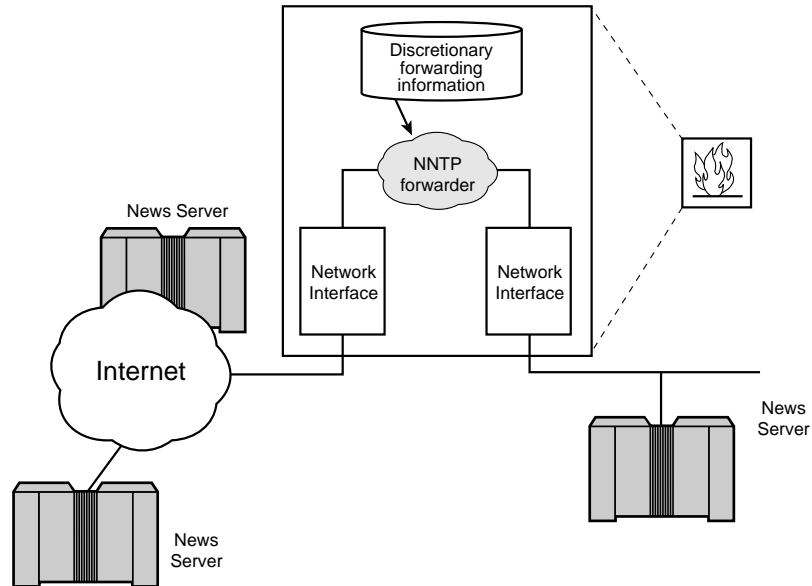 Discretionary
forwarding
information
NNTP
forwarder
News Server
Network
Interface
Network
Interface
Internet
News
Server
News
Server